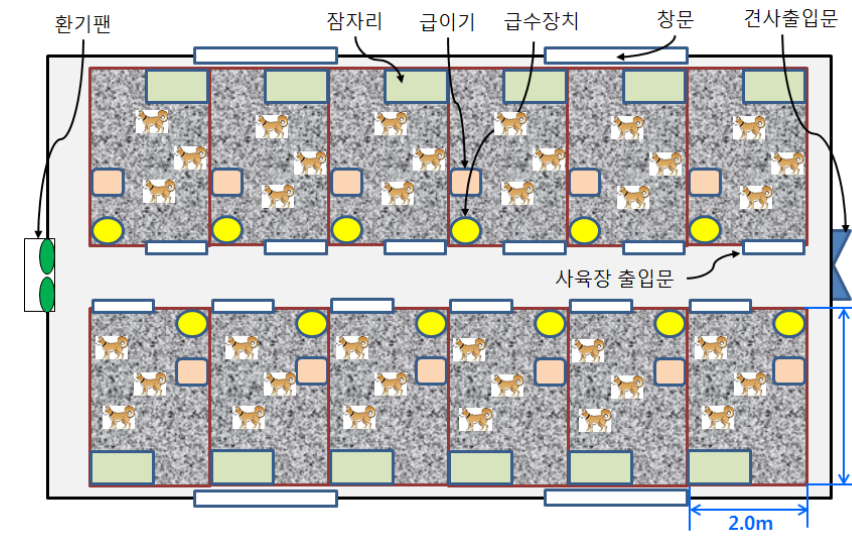 환기팬
잠자리
급이기
급수장치
창문
견사출입문
사육장 출입문
2.0m